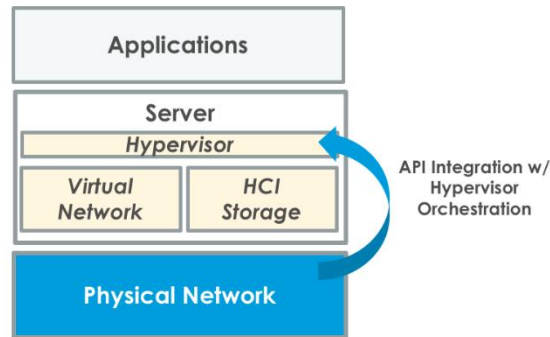 Applications
Server
Hypervisor
Virtual
Network
HCI
Storage
API Integration w/
Hypervisor
Orchestration
Physical Network